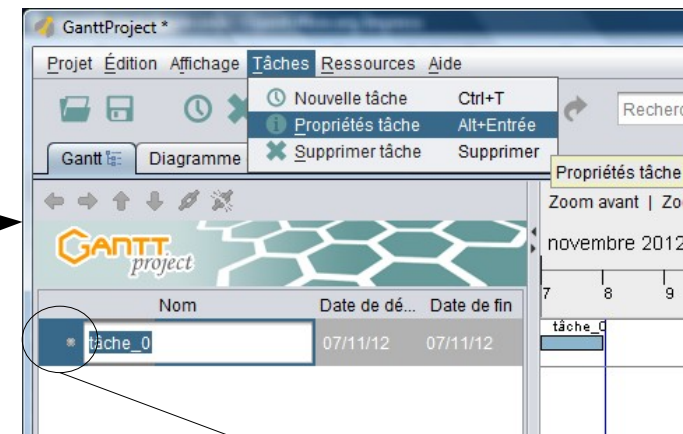 GanttProject *
Projet Édition Affichage Tâches Ressources Aide
Nouvelle tâche Ctrl+T
Propriétés tâche Alt+Entrée
Supprimer tâche Supprimer
Gantt Diagramme
Propriétés tâche
Zoom avant |
GANTT
project
novembre 2012
7 8 9
Nom Date de dé... Date de fin
tâche_0 07/11/12 07/11/12
tâche_0